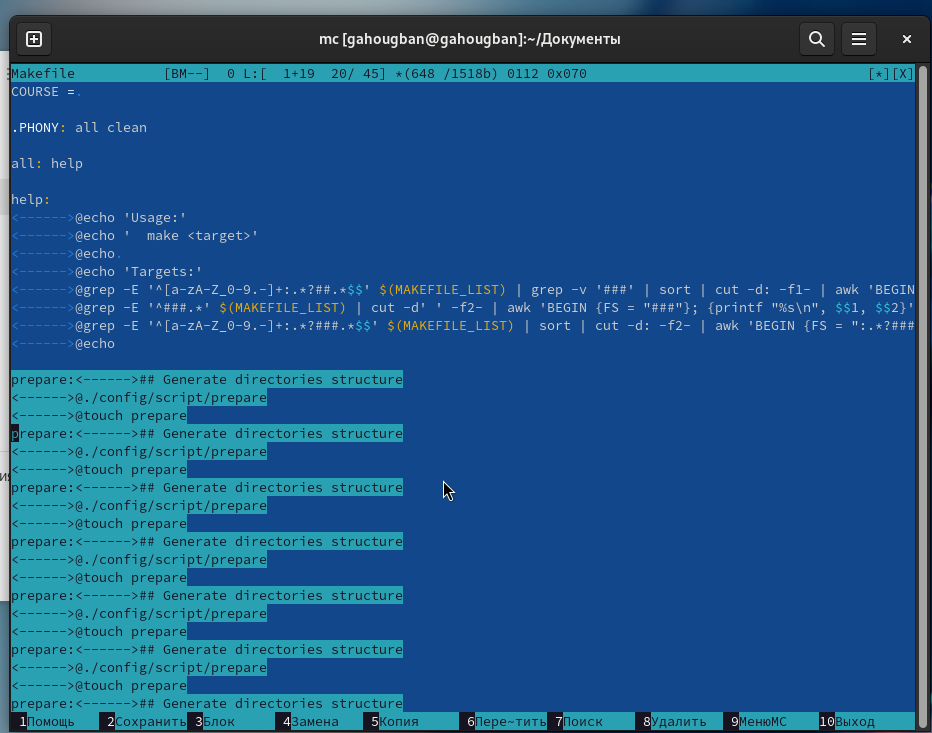 mc [gahougban@gahougban]:~/Документы
Makefile [BM--] 0 L:[ 1+19 20/ 45] *(648 /1518b) 0112 0x070 [*][X]
COURSE =.
.PHONY: all clean
all: help
help:
<------>@echo 'Usage:'
<------>@echo '  make <target>'
<------>@echo.
<------>@echo 'Targets:'
<------>@grep -E '^[a-zA-Z_0-9.-]+:.*?##.*$$' $(MAKEFILE_LIST) | grep -v '###' | sort | cut -d: -f1- | awk 'BEGIN
<------>@grep -E '^###.*' $(MAKEFILE_LIST) | cut -d' ' -f2- | awk 'BEGIN {FS = "###"}; {printf "%s\n", $$1, $$2}'
<------>@grep -E '^[a-zA-Z_0-9.-]+:.*?###.*$$' $(MAKEFILE_LIST) | sort | cut -d: -f2- | awk 'BEGIN {FS = ":.*?###
<------>@echo
prepare:<------>## Generate directories structure
<------>@./config/script/prepare
<------>@touch prepare
prepare:<------>## Generate directories structure
<------>@./config/script/prepare
<------>@touch prepare
prepare:<------>## Generate directories structure
<------>@./config/script/prepare
<------>@touch prepare
prepare:<------>## Generate directories structure
<------>@./config/script/prepare
<------>@touch prepare
prepare:<------>## Generate directories structure
<------>@./config/script/prepare
<------>@touch prepare
prepare:<------>## Generate directories structure
<------>@./config/script/prepare
<------>@touch prepare
prepare:<------>## Generate directories structure
1Помощь 2Сохранить 3Блок 4Замена 5Копия 6Пере~тить 7Поиск 8Удалить 9МенюMC 10Выход